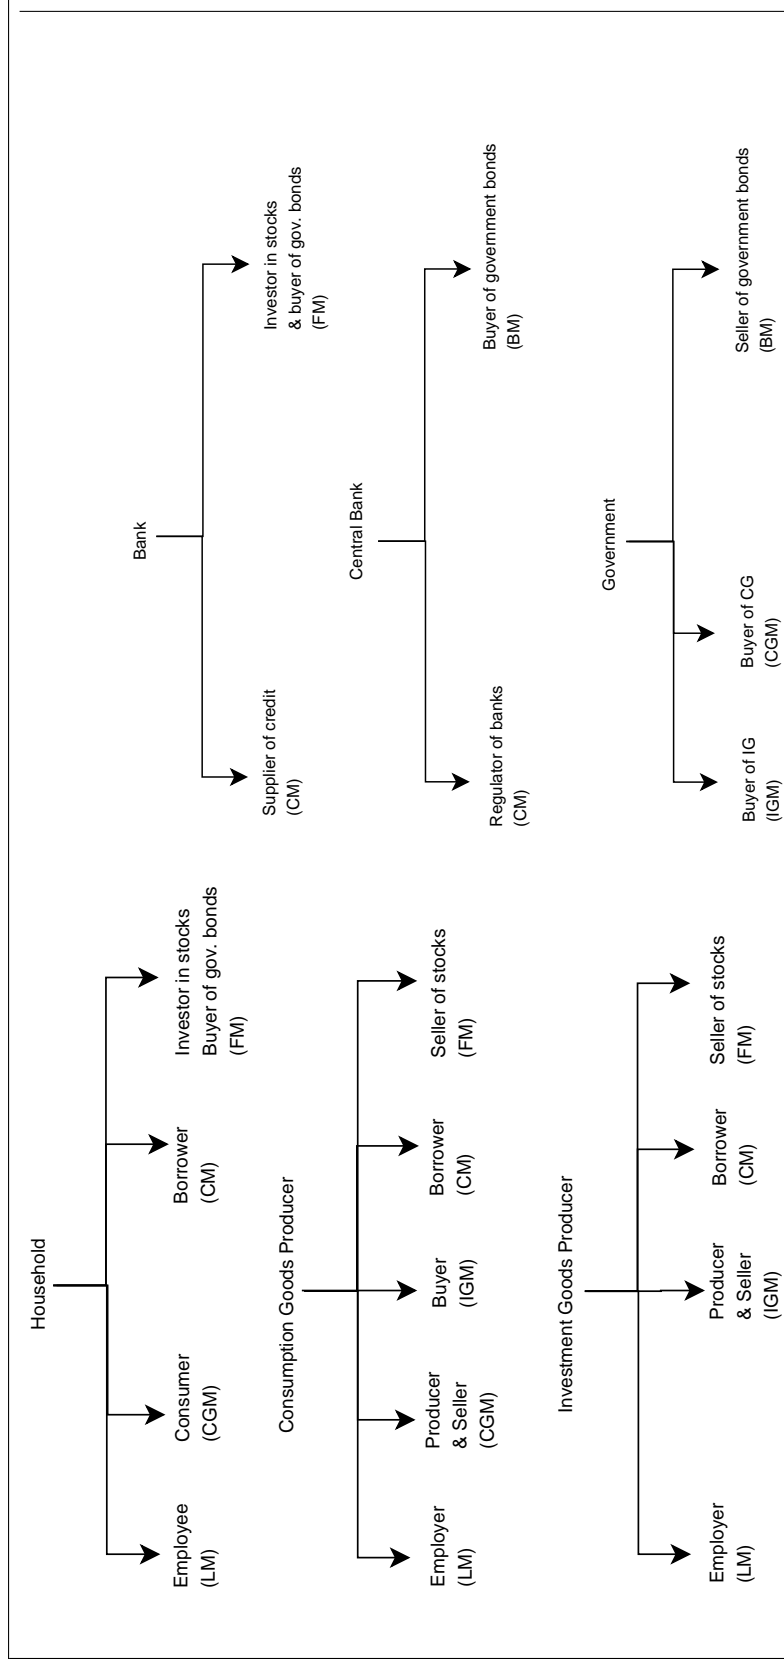 Household
Employee
(LM)
Consumer
(CGM)
Borrower
(CM)
Investor in stocks
Buyer of gov. bonds
(FM)
Bank
Supplier of credit
(CM)
Investor in stocks
& buyer of gov. bonds
(FM)
Consumption Goods Producer
Employer
(LM)
Producer
& Seller
(CGM)
Buyer
(IGM)
Borrower
(CM)
Seller of stocks
(FM)
Central Bank
Regulator of banks
(CM)
Buyer of government bonds
(BM)
Investment Goods Producer
Employer
(LM)
Producer
& Seller
(IGM)
Borrower
(CM)
Seller of stocks
(FM)
Government
Buyer of IG
(IGM)
Buyer of CG
(CGM)
Seller of government bonds
(BM)